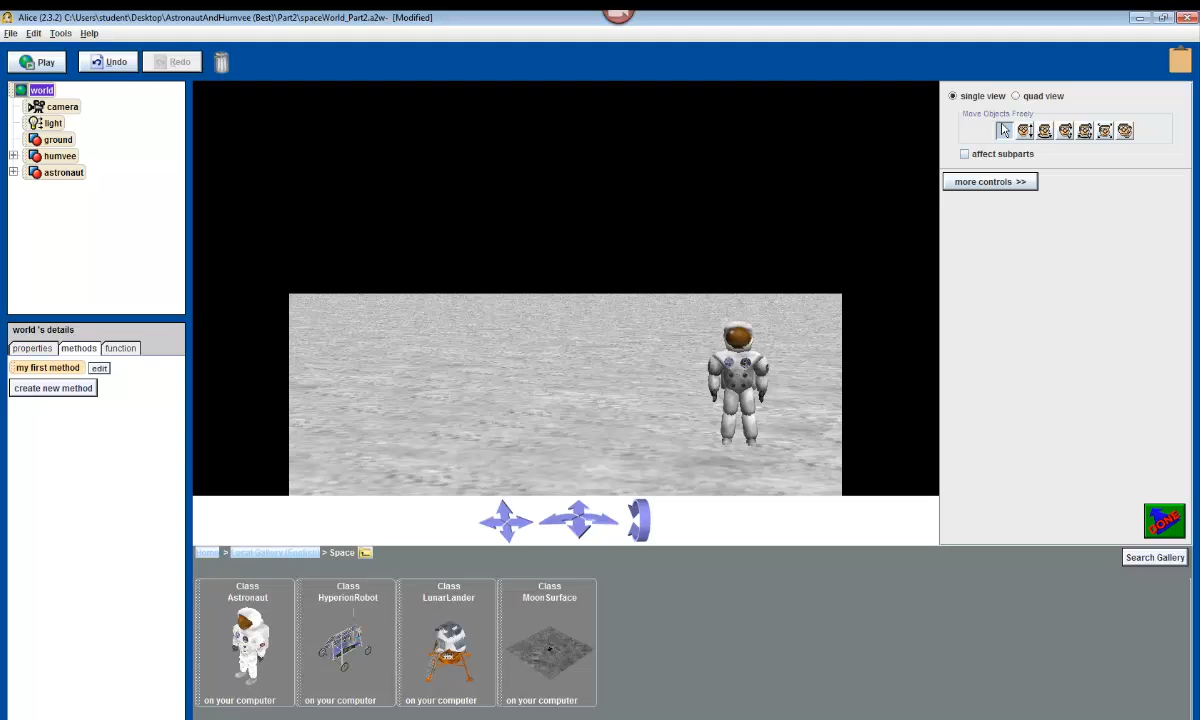 Alice (2.3.2) C:\Users\student\Desktop\AstronautAndHumvee (Best)\Part2\spaceWorld_Part2.a2w- [Modified]
File Edit Tools Help
Play Undo Redo
world
camera
light
ground
humvee
astronaut
single view quad view
Move Objects Freely
affect subparts
more controls >>
world 's details
properties methods function
my first method edit
create new method
DONE
Home > Local Gallery (English) > Space
Search Gallery
Class
Astronaut
on your computer
Class
HyperionRobot
on your computer
Class
LunarLander
on your computer
Class
MoonSurface
on your computer